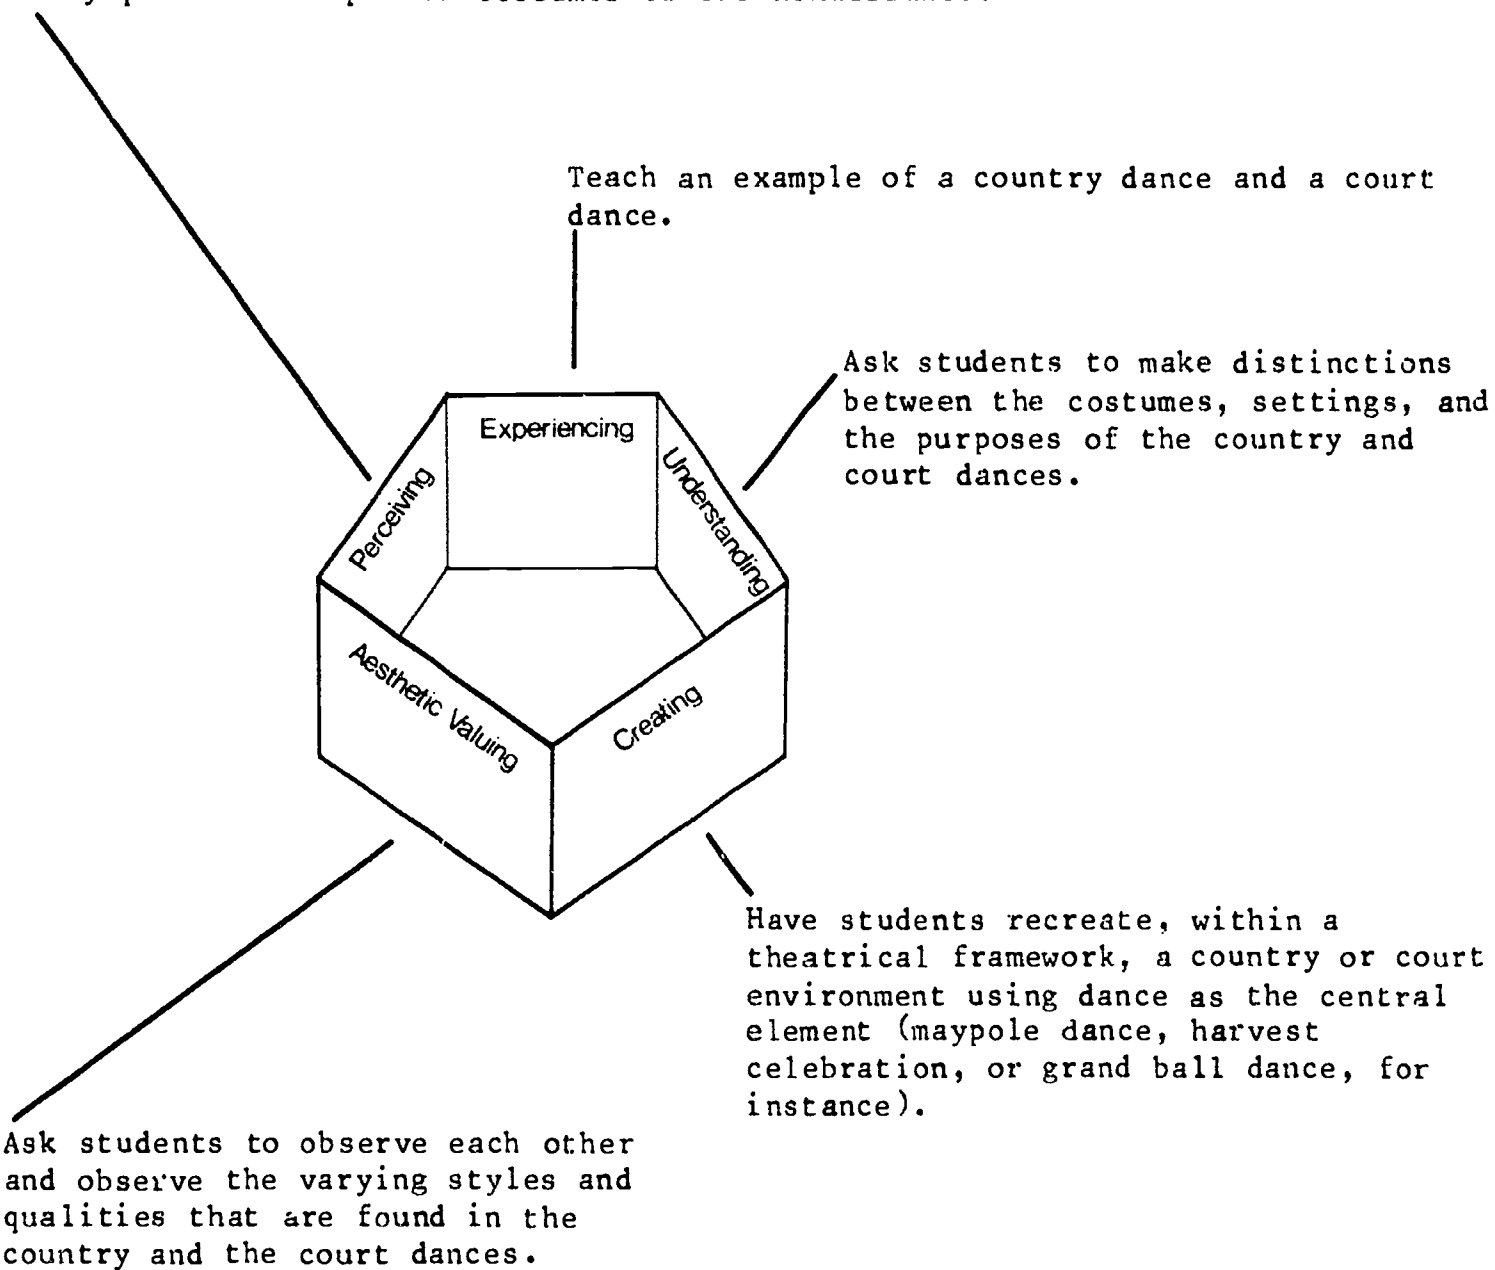 Teach an example of a country dance and a court
dance.
Ask students to make distinctions
between the costumes, settings, and
the purposes of the country and
court dances.
Experiencing
Understanding
Perceiving
Aesthetic Valuing
Creating
Have students recreate, within a
theatrical framework, a country or court
environment using dance as the central
element (maypole dance, harvest
celebration, or grand ball dance, for
instance).
Ask students to observe each other
and observe the varying styles and
qualities that are found in the
country and the court dances.